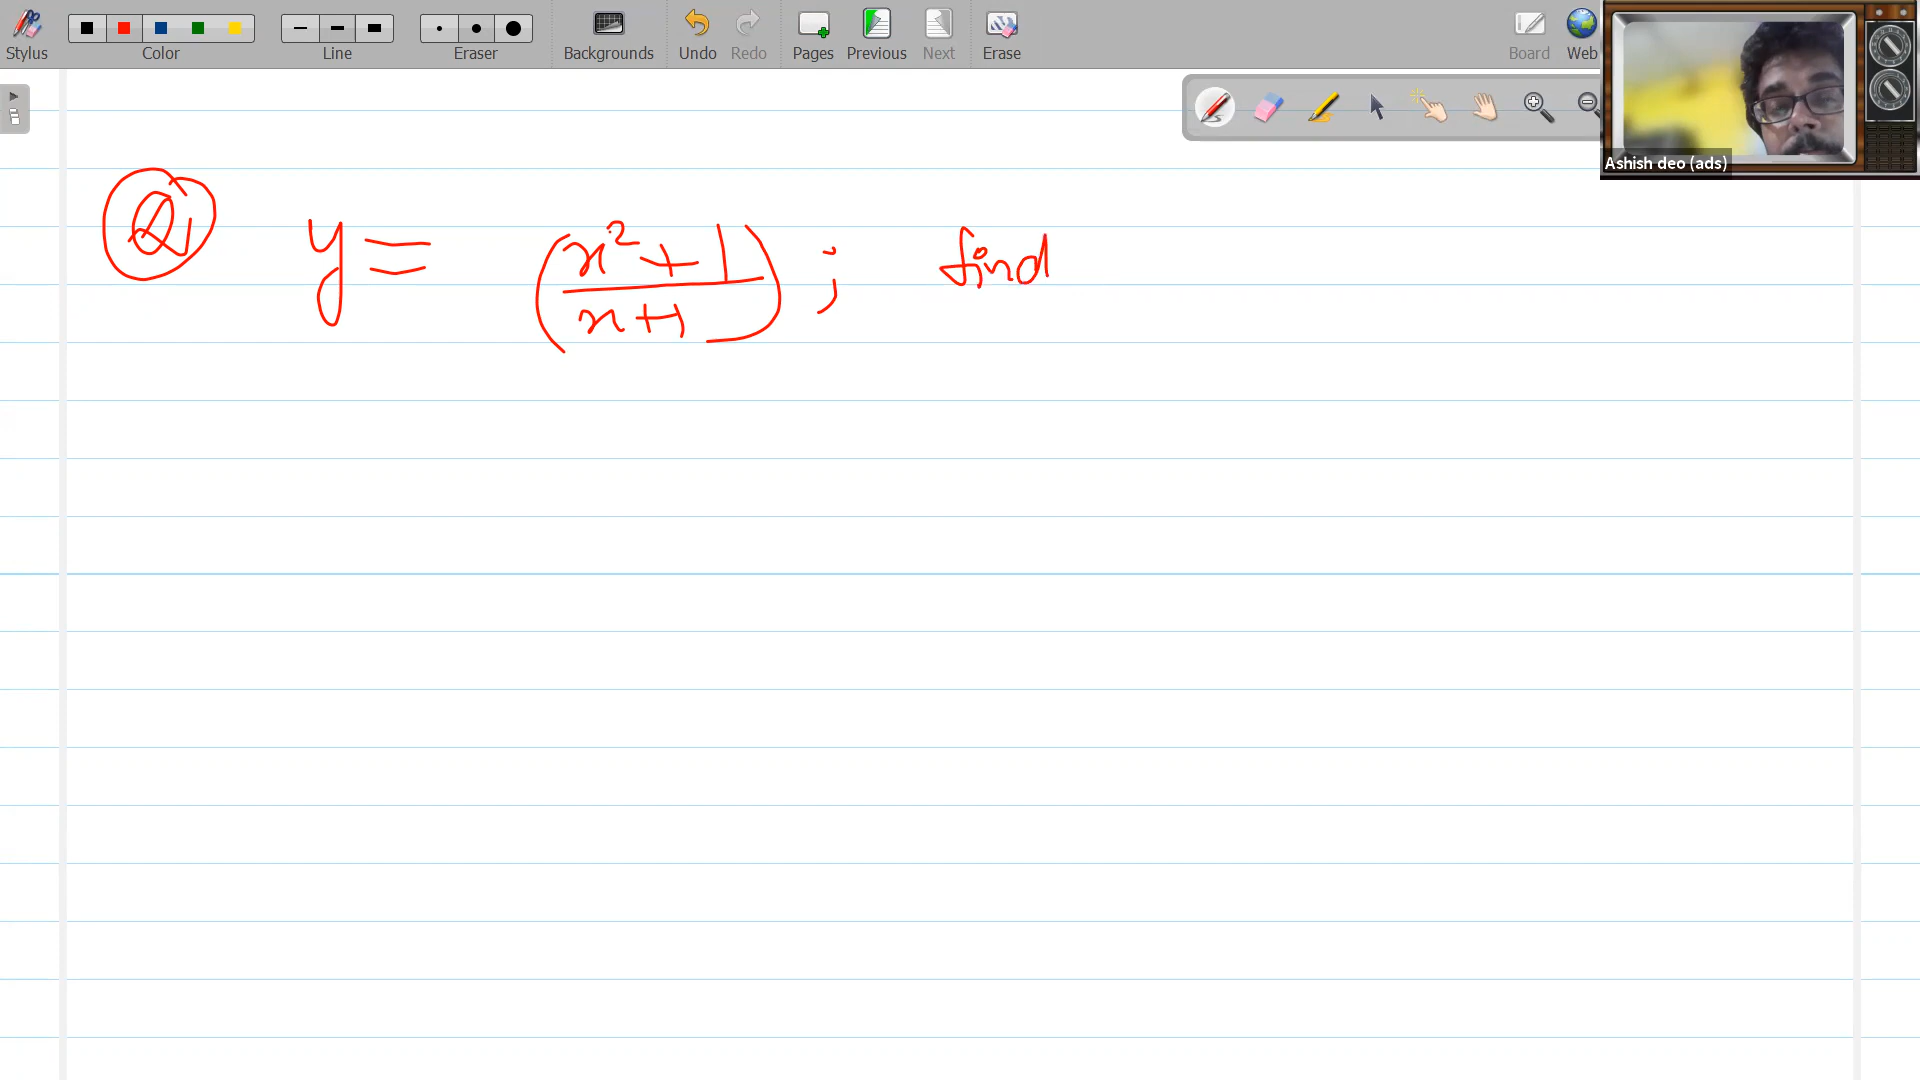 Stylus Color Line Eraser Backgrounds Undo Redo Pages Previous Next Erase Board Web
Ashish deo (ads)
Q y = (x²+1 / x+1) ; find